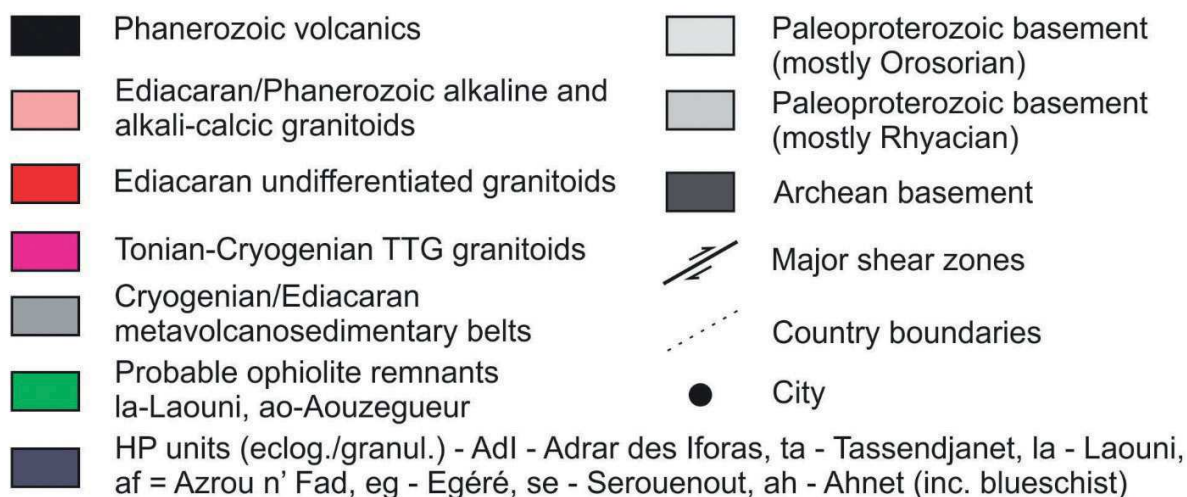 Phanerozoic volcanics
Ediacaran/Phanerozoic alkaline and
alkali-calcic granitoids
Ediacaran undifferentiated granitoids
Tonian-Cryogenian TTG granitoids
Cryogenian/Ediacaran
metavolcanosedimentary belts
Probable ophiolite remnants
la-Laouni, ao-Aouzegueur
Paleoproterozoic basement
(mostly Orosorian)
Paleoproterozoic basement
(mostly Rhyacian)
Archean basement
Major shear zones
Country boundaries
City
HP units (eclog./granul.) - AdI - Adrar des Iforas, ta - Tassendjanet, la - Laouni,
af = Azrou n' Fad, eg - Egéré, se - Serouenout, ah - Ahnet (inc. blueschist)